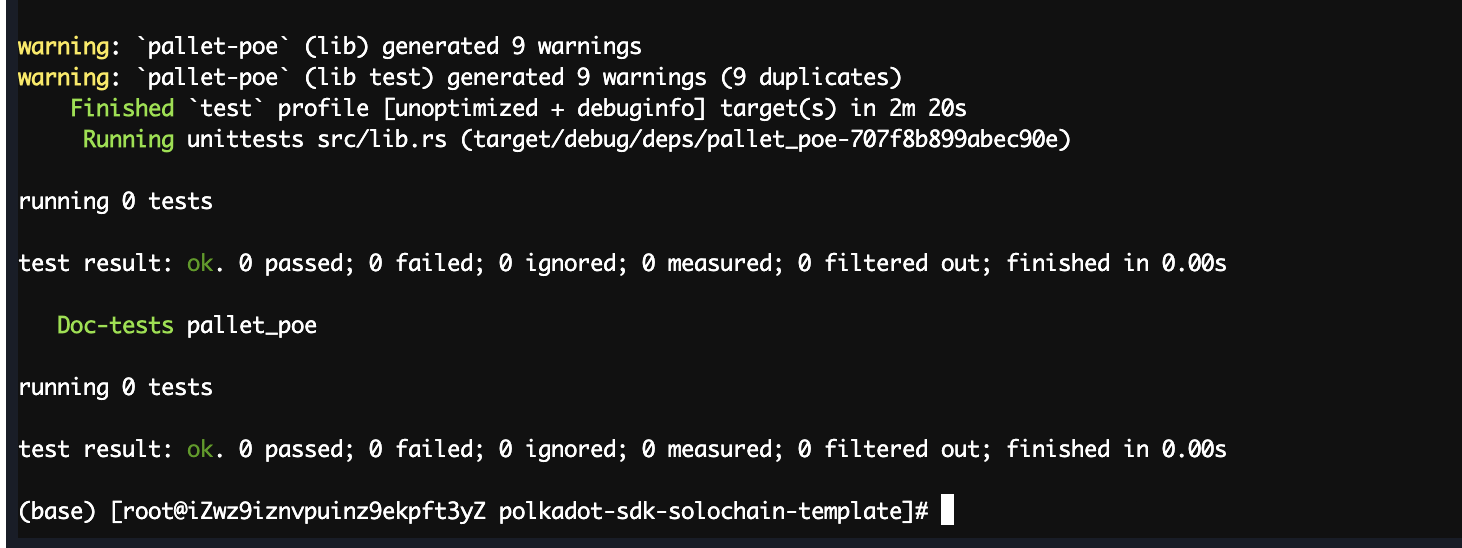 warning: `pallet-poe` (lib) generated 9 warnings
warning: `pallet-poe` (lib test) generated 9 warnings (9 duplicates)
    Finished `test` profile [unoptimized + debuginfo] target(s) in 2m 20s
     Running unittests src/lib.rs (target/debug/deps/pallet_poe-707f8b899abec90e)
running 0 tests
test result: ok. 0 passed; 0 failed; 0 ignored; 0 measured; 0 filtered out; finished in 0.00s
   Doc-tests pallet_poe
running 0 tests
test result: ok. 0 passed; 0 failed; 0 ignored; 0 measured; 0 filtered out; finished in 0.00s
(base) [root@iZwz9iznvpuinz9ekpft3yZ polkadot-sdk-solochain-template]#